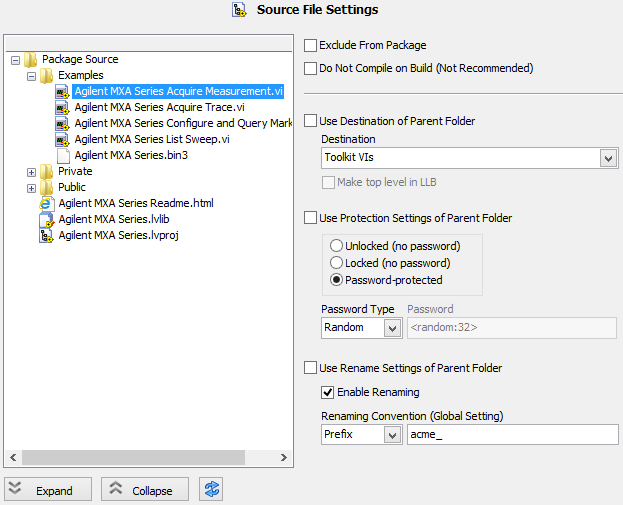 Source File Settings
Package Source
Examples
Agilent MXA Series Acquire Measurement.vi
Agilent MXA Series Acquire Trace.vi
Agilent MXA Series Configure and Query Mark
Agilent MXA Series List Sweep.vi
Agilent MXA Series.bin3
Private
Public
Agilent MXA Series Readme.html
Agilent MXA Series.lvlib
Agilent MXA Series.lvproj
Expand
Collapse
Exclude From Package
Do Not Compile on Build (Not Recommended)
Use Destination of Parent Folder
Destination
Toolkit VIs
Make top level in LLB
Use Protection Settings of Parent Folder
Unlocked (no password)
Locked (no password)
Password-protected
Password Type Password
Random <random:32>
Use Rename Settings of Parent Folder
Enable Renaming
Renaming Convention (Global Setting)
Prefix acme_